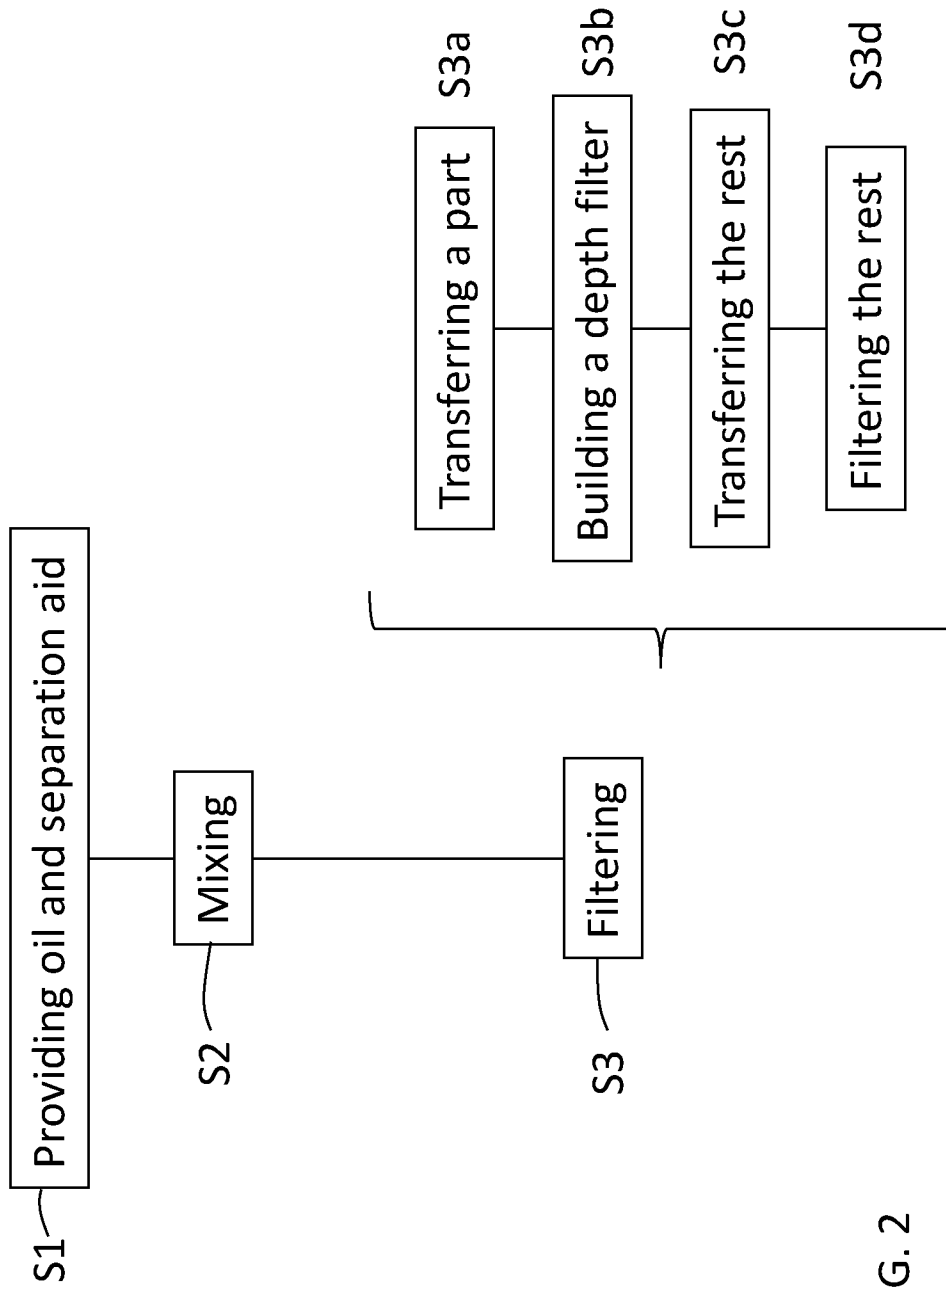 S1
Providing oil and separation aid
S2
Mixing
S3
Filtering
Transferring a part
S3a
Building a depth filter
S3b
Transferring the rest
S3c
Filtering the rest
S3d
G. 2